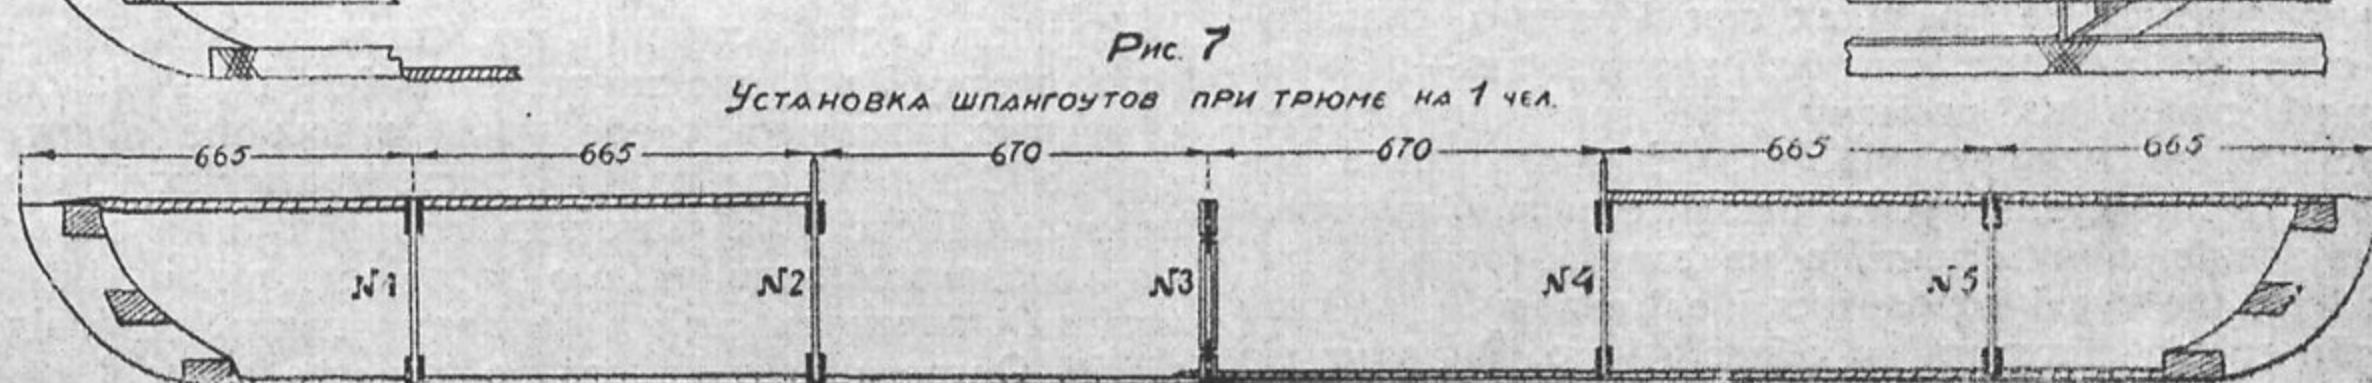 Рис. 7
Установка шпангоутов при трюме на 1 чел.
665 665 670 670 665 665
N1 N2 N3 N4 N5